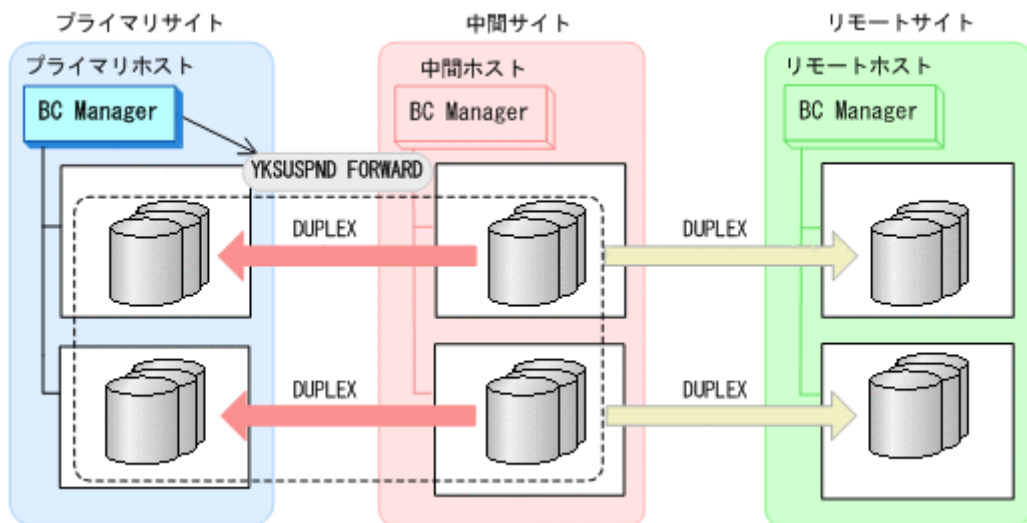 プライマリサイト
中間サイト
リモートサイト
プライマリホスト
中間ホスト
リモートホスト
BC Manager
BC Manager
BC Manager
YKSUSPND FORWARD
DUPLEX
DUPLEX
DUPLEX
DUPLEX